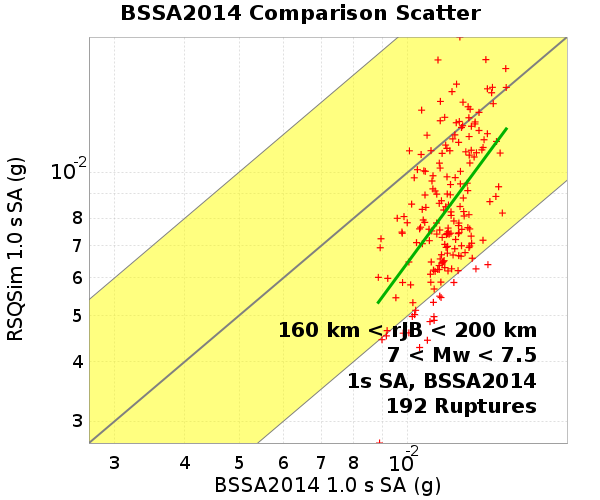 BSSA2014 Comparison Scatter
RSQSim 1.0 s SA (g)
10-2
8
7
6
5
4
3
160 km < rJB < 200 km
7 < Mw < 7.5
1s SA, BSSA2014
192 Ruptures
3 4 5 6 7 8 10-2
BSSA2014 1.0 s SA (g)